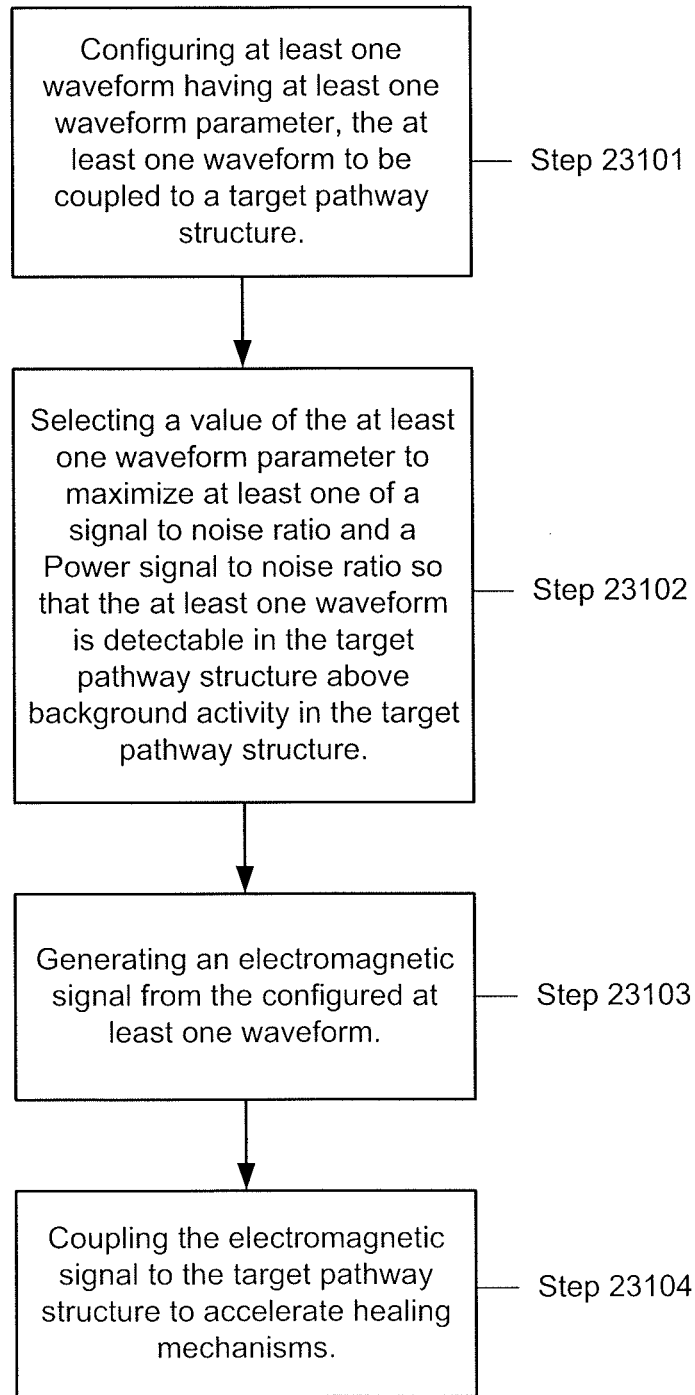 Configuring at least one
waveform having at least one
waveform parameter, the at
least one waveform to be
coupled to a target pathway
structure.
Step 23101
Selecting a value of the at least
one waveform parameter to
maximize at least one of a
signal to noise ratio and a
Power signal to noise ratio so
that the at least one waveform
is detectable in the target
pathway structure above
background activity in the target
pathway structure.
Step 23102
Generating an electromagnetic
signal from the configured at
least one waveform.
Step 23103
Coupling the electromagnetic
signal to the target pathway
structure to accelerate healing
mechanisms.
Step 23104